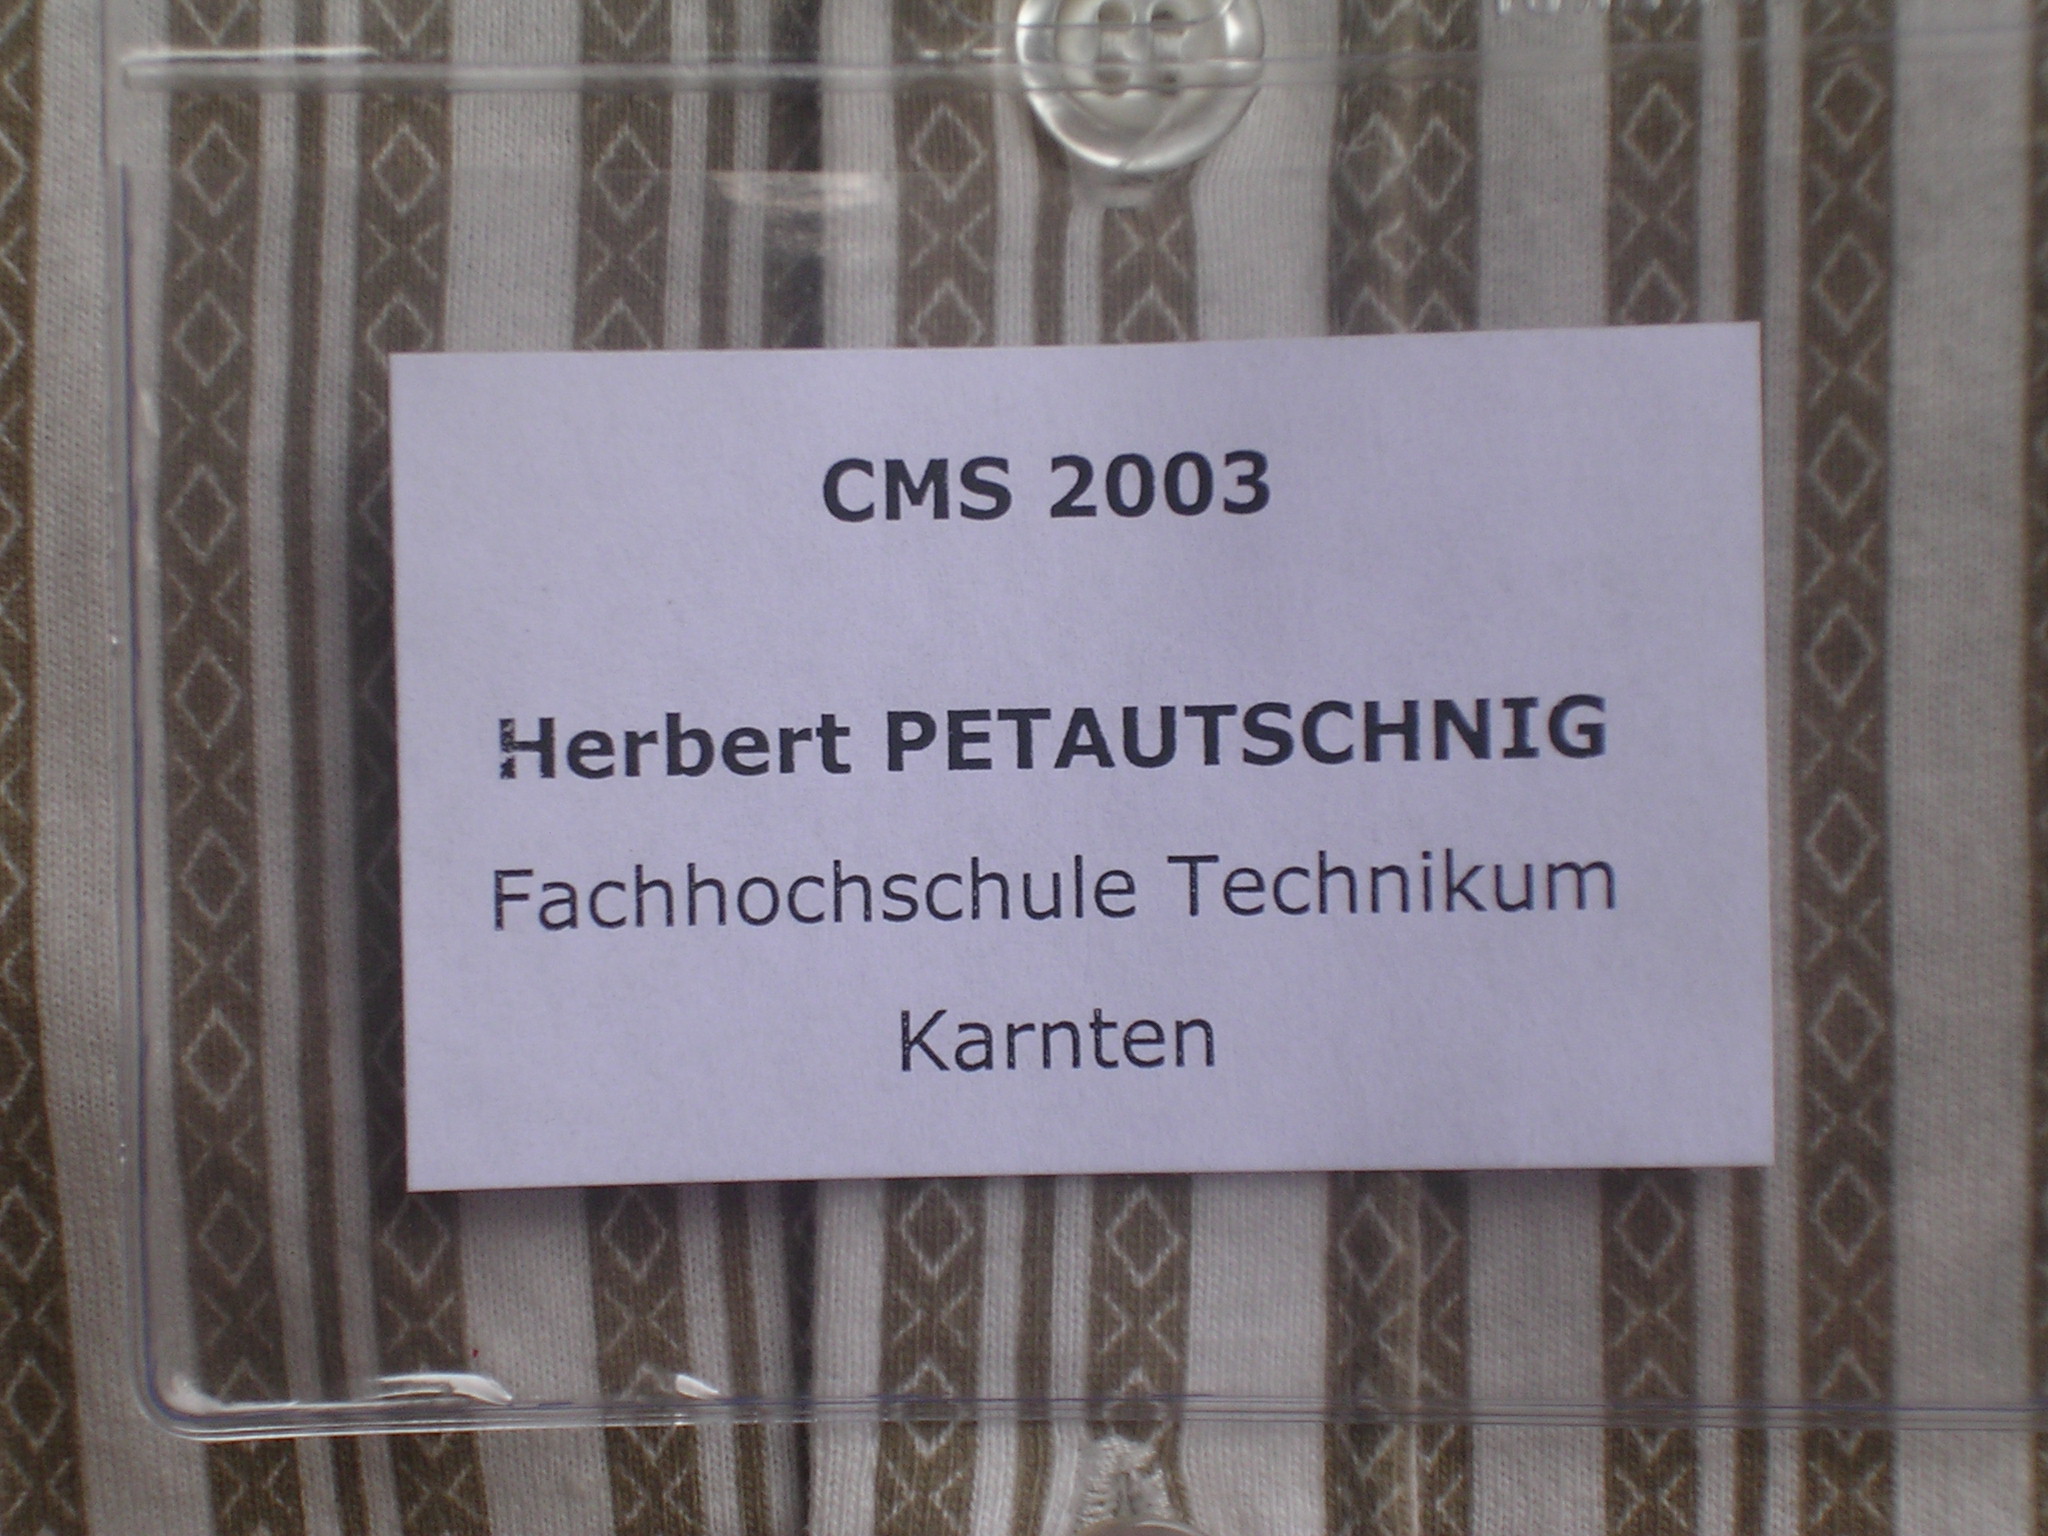 CMS 2003
Herbert PETAUTSCHNIG
Fachhochschule Technikum
Karnten